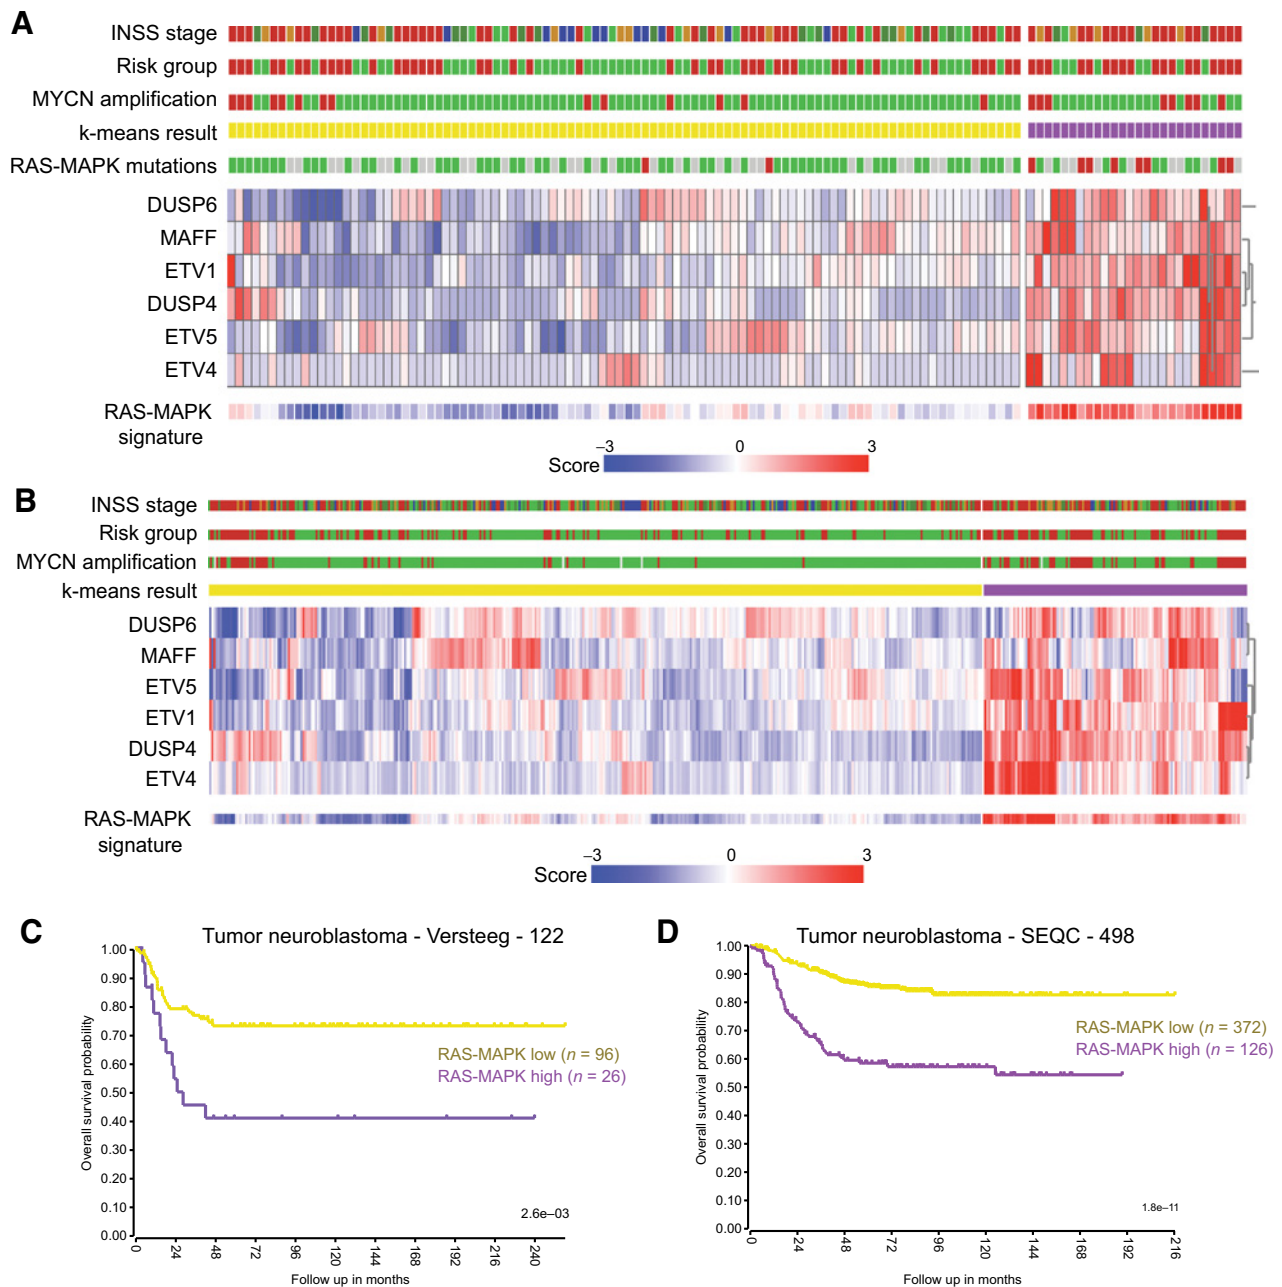 A
INSS stage
Risk group
MYCN amplification
k-means result
RAS-MAPK mutations
DUSP6
MAFF
ETV1
DUSP4
ETV5
ETV4
RAS-MAPK
signature
–3 0 3
Score
B
INSS stage
Risk group
MYCN amplification
k-means result
DUSP6
MAFF
ETV5
ETV1
DUSP4
ETV4
RAS-MAPK
signature
–3 0 3
Score
C
Tumor neuroblastoma - Versteeg - 122
Overall survival probability
1.00
0.90
0.80
0.70
0.60
0.50
0.40
0.30
0.20
0.10
0.00
RAS-MAPK low (n = 96)
RAS-MAPK high (n = 26)
2.6e–03
0 24 48 72 96 120 144 168 192 216 240
Follow up in months
D
Tumor neuroblastoma - SEQC - 498
Overall survival probability
1.00
0.90
0.80
0.70
0.60
0.50
0.40
0.30
0.20
0.10
0.00
RAS-MAPK low (n = 372)
RAS-MAPK high (n = 126)
1.8e–11
0 24 48 72 96 120 144 168 192 216
Follow up in months